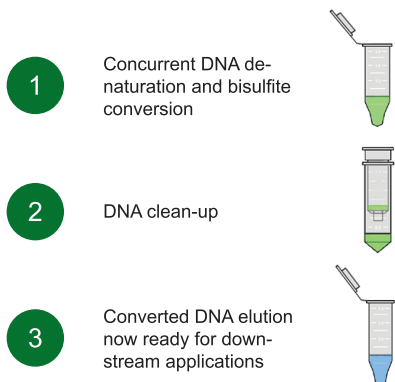 1
Concurrent DNA de-
naturation and bisulfite
conversion
2
DNA clean-up
3
Converted DNA elution
now ready for down-
stream applications